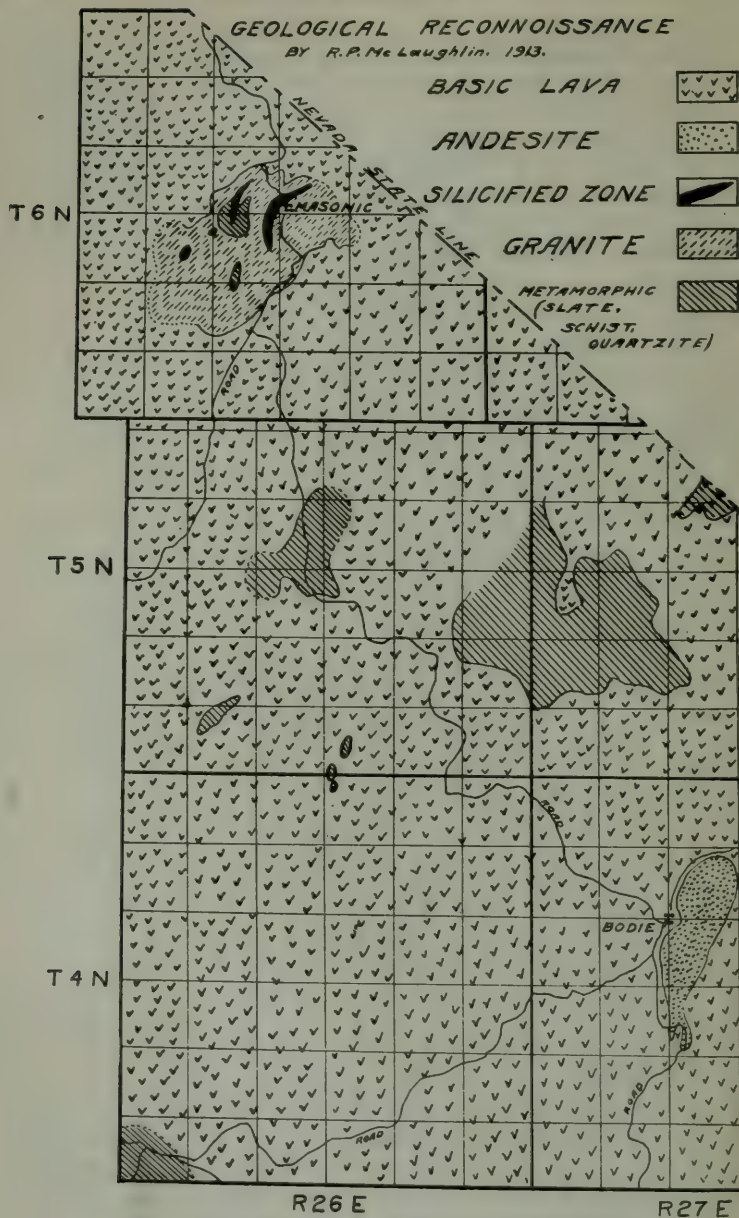 GEOLOGICAL RECONNOISSANCE
BY R.P. McLaughlin. 1913.
BASIC LAVA
ANDESITE
SILICIFIED ZONE
GRANITE
METAMORPHIC
(SLATE,
SCHIST,
QUARTZITE)
NEVADA STATE LINE
T6N
MASONIC
ROAD
T5N
ROAD
BODIE
T4N
ROAD
ROAD
R26E
R27E